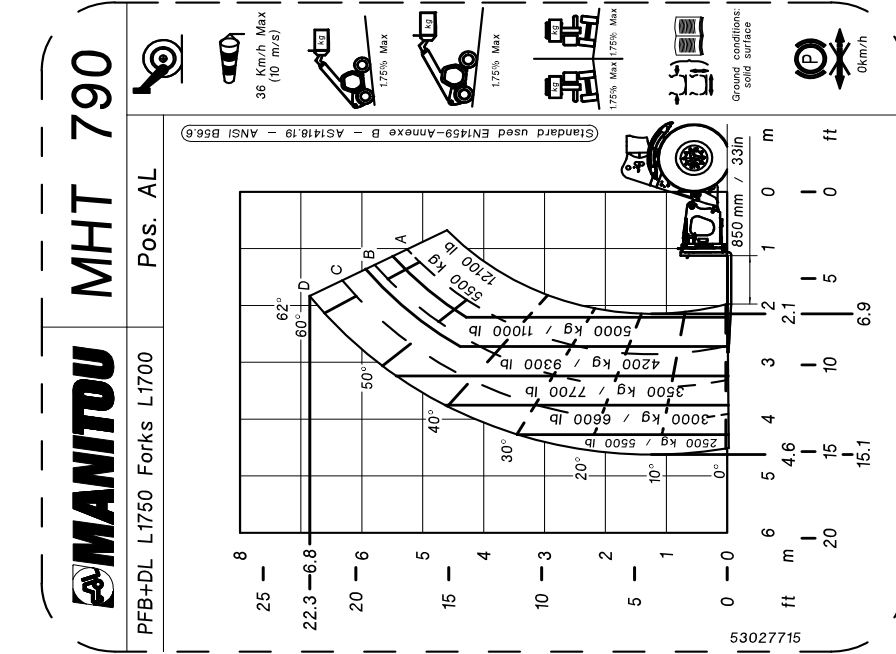 MANITOU
MHT 790
PFB+DL L1750 Forks L1700
Pos. AL
36 Km/h Max
(10 m/s)
kg
1.75% Max
kg
1.75% Max
kg
kg
1.75% Max
1.75% Max
Ground conditions:
solid surface
P
0km/h
Standard used EN1459-Annexe B - AS1418.19 - ANSI B56.6
8
6.8
6
5
4
3
2
1
0
m
25
22.3
20
15
10
5
0
ft
62°
60°
50°
40°
30°
20°
10°
0°
D
C
B
A
5500 kg
12100 lb
5000 kg / 11000 lb
4200 kg / 9300 lb
3500 kg / 7700 lb
3000 kg / 6600 lb
2500 kg / 5500 lb
850 mm / 33in
6
5
4.6
4
3
2.1
2
1
0
m
20
15.1
15
10
6.9
5
0
ft
53027715